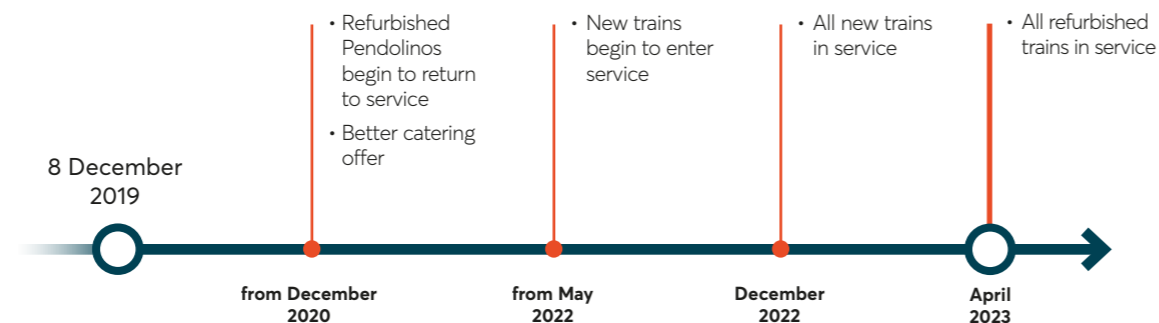 8 December
2019
• Refurbished
Pendolinos
begin to return
to service
• Better catering
offer
from December
2020
• New trains
begin to enter
service
from May
2022
• All new trains
in service
December
2022
• All refurbished
trains in service
April
2023